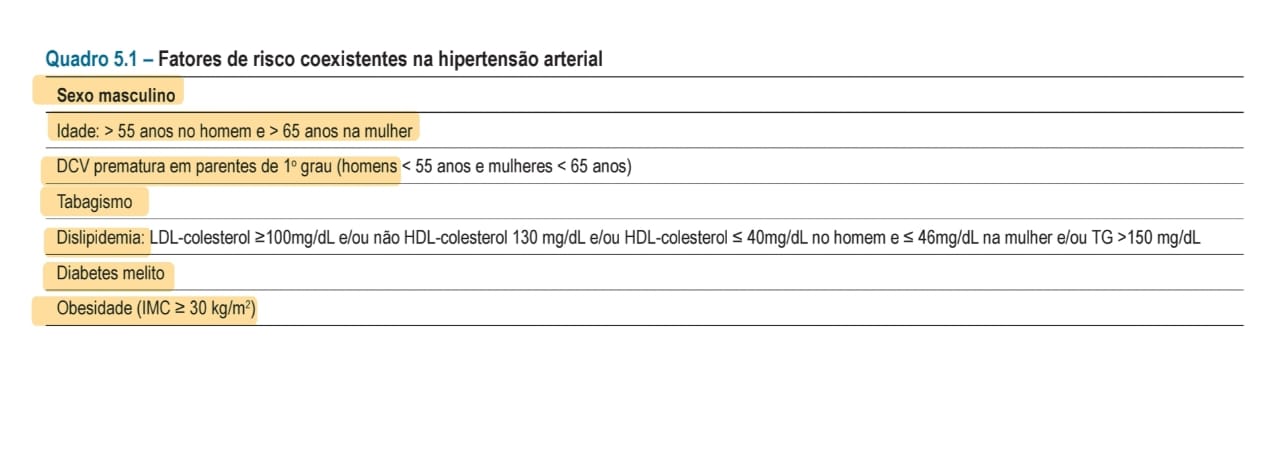 Quadro 5.1 – Fatores de risco coexistentes na hipertensão arterial
Sexo masculino
Idade: > 55 anos no homem e > 65 anos na mulher
DCV prematura em parentes de 1º grau (homens < 55 anos e mulheres < 65 anos)
Tabagismo
Dislipidemia: LDL-colesterol ≥100mg/dL e/ou não HDL-colesterol 130 mg/dL e/ou HDL-colesterol ≤ 40mg/dL no homem e ≤ 46mg/dL na mulher e/ou TG >150 mg/dL
Diabetes melito
Obesidade (IMC ≥ 30 kg/m²)